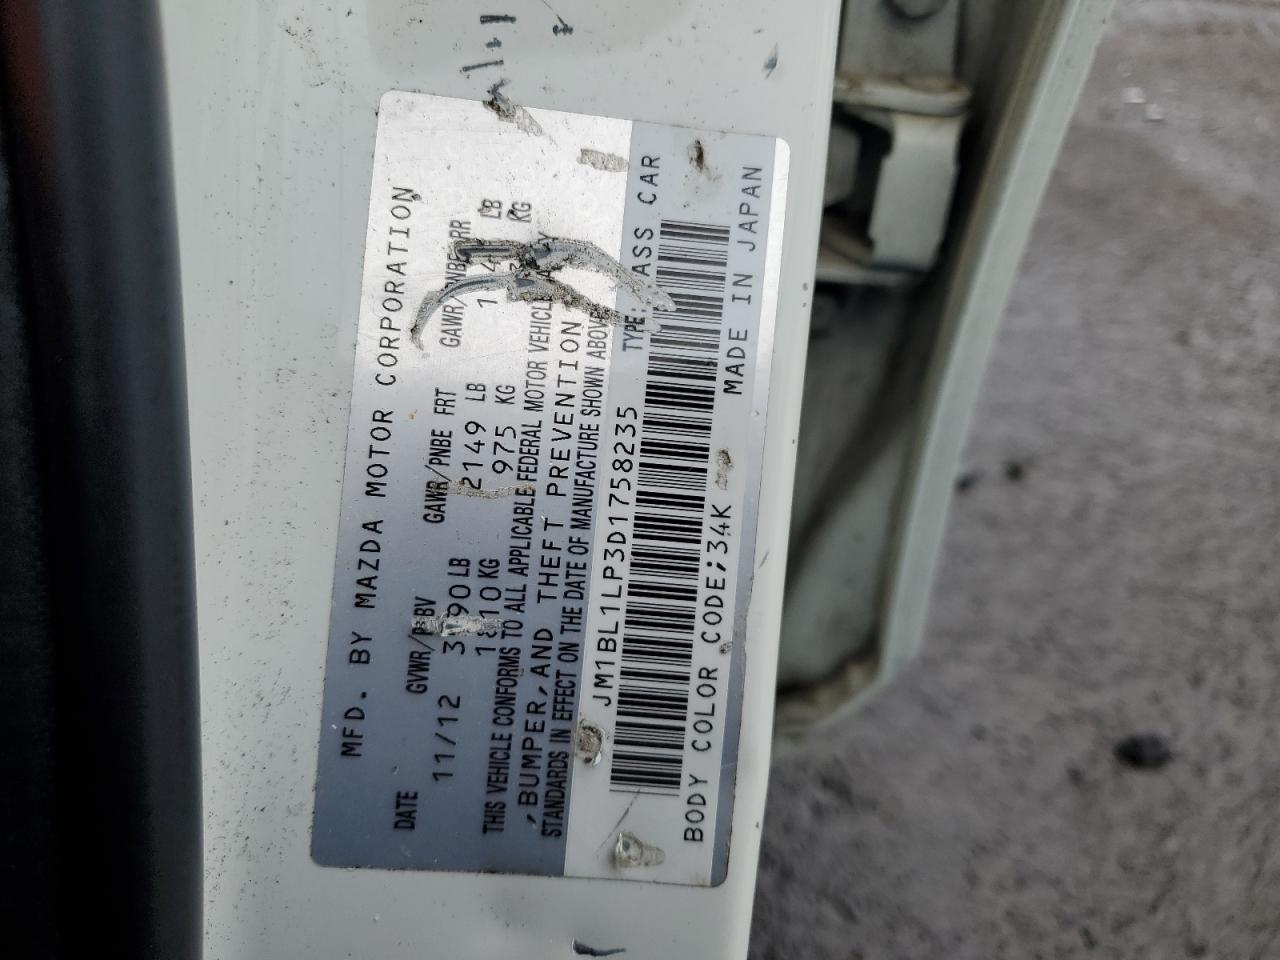 MFD. BY MAZDA MOTOR CORPORATION
DATE GVWR/ GAWR/PNBE FRT GAWR/PNBE RR
11/12 LB 2149 LB LB
KG 975 KG KG
THIS VEHICLE CONFORMS TO ALL APPLICABLE FEDERAL MOTOR VEHICLE
,BUMPER,AND THEFT PREVENTION
STANDARDS IN EFFECT ON THE DATE OF MANUFACTURE SHOWN ABOVE
JM1BL1LP3D1758235 TYPE: CAR
BODY COLOR CODE;34K MADE IN JAPAN